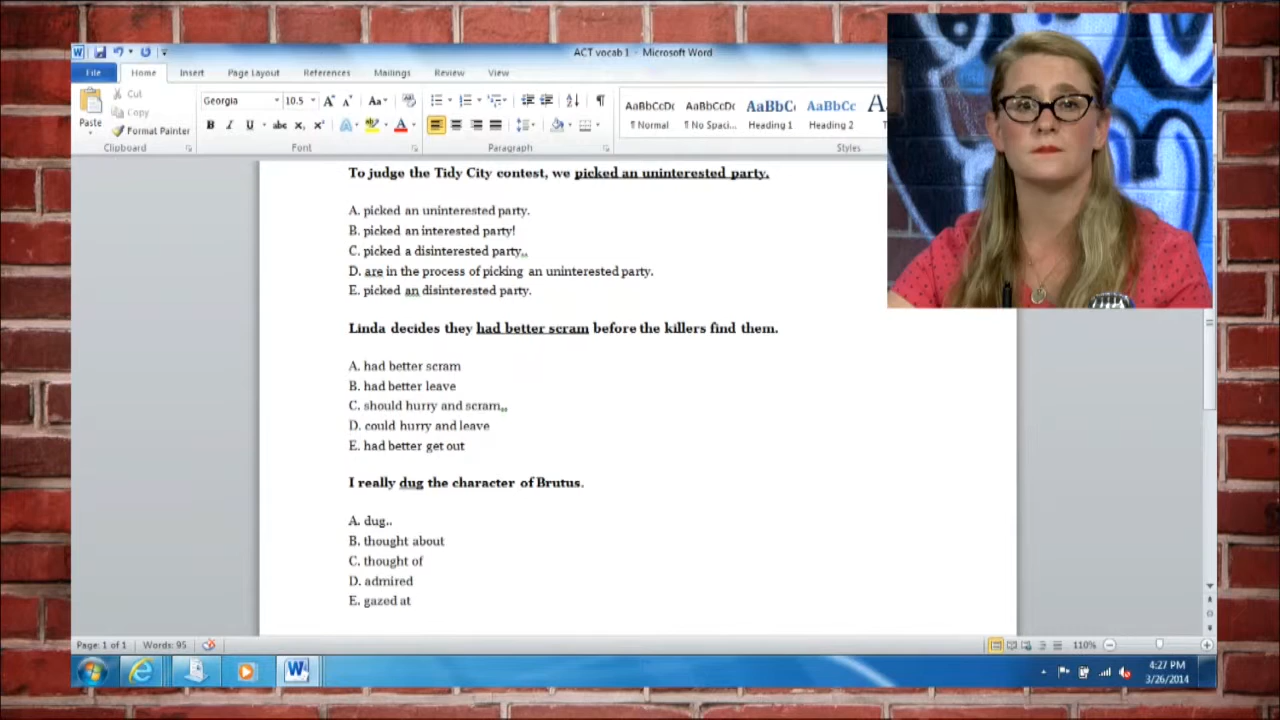 ACT vocab 1 - Microsoft Word
File Home Insert Page Layout References Mailings Review View
Paste
Cut
Copy
Format Painter
Georgia 10.5
AaBbCcDc AaBbCcDc AaBbC AaBbCc
¶ Normal ¶ No Spaci... Heading 1 Heading 2
Clipboard Font Paragraph Styles
To judge the Tidy City contest, we picked an uninterested party.
A. picked an uninterested party.
B. picked an interested party!
C. picked a disinterested party,,
D. are in the process of picking an uninterested party.
E. picked an disinterested party.
Linda decides they had better scram before the killers find them.
A. had better scram
B. had better leave
C. should hurry and scram,,
D. could hurry and leave
E. had better get out
I really dug the character of Brutus.
A. dug..
B. thought about
C. thought of
D. admired
E. gazed at
Page: 1 of 1 Words: 95 110%
4:27 PM
3/26/2014